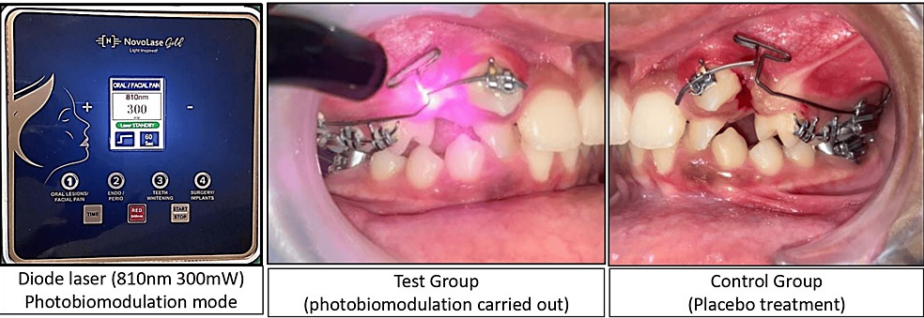 NovoLase Gold
Light Inspired!
ORAL / FACIAL PAIN
810nm
300
mw
Laser STANDBY
60
Sec
+
-
1
2
3
4
ORAL LESIONS/
FACIAL PAIN
ENDO /
PERIO
TEETH
WHITENING
SURGERY/
IMPLANTS
TIME
RED
START
STOP
Diode laser (810nm 300mW)
Photobiomodulation mode
Test Group
(photobiomodulation carried out)
Control Group
(Placebo treatment)